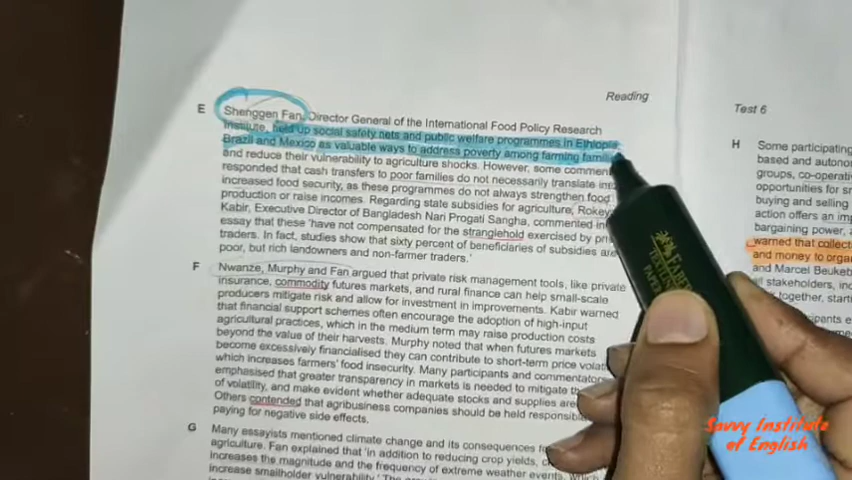 Reading
E Shenggen Fan, Director General of the International Food Policy Research
Institute, held up social safety nets and public welfare programmes in Ethiopia,
Brazil and Mexico as valuable ways to address poverty among farming families
and reduce their vulnerability to agriculture shocks. However, some comment
responded that cash transfers to poor families do not necessarily translate in
increased food security, as these programmes do not always strengthen food
production or raise incomes. Regarding state subsidies for agriculture, Rokey
Kabir, Executive Director of Bangladesh Nari Progati Sangha, commented in
essay that these 'have not compensated for the stranglehold exercised by pri
traders. In fact, studies show that sixty percent of beneficiaries of subsidies are
poor, but rich landowners and non-farmer traders.'
F Nwanze, Murphy and Fan argued that private risk management tools, like private
insurance, commodity futures markets, and rural finance can help small-scale
producers mitigate risk and allow for investment in improvements. Kabir warned
that financial support schemes often encourage the adoption of high-input
agricultural practices, which in the medium term may raise production costs
beyond the value of their harvests. Murphy noted that when futures markets
become excessively financialised they can contribute to short-term price volat
which increases farmers' food insecurity. Many participants and commentators
emphasised that greater transparency in markets is needed to mitigate the
of volatility, and make evident whether adequate stocks and supplies are
Others contended that agribusiness companies should be held responsib
paying for negative side effects.
G Many essayists mentioned climate change and its consequences fo
agriculture. Fan explained that 'in addition to reducing crop yields, c
increases the magnitude and the frequency of extreme weather events, which
increase smallholder vulnerability.' The
Test 6
H Some participating
based and autono
groups, co-operati
opportunities for s
buying and selling
action offers an imp
bargaining power, a
warned that collect
and money to organ
and Marcel Beuket
stakeholders, inc
together, starti
ipants e
Savvy Institute
of English